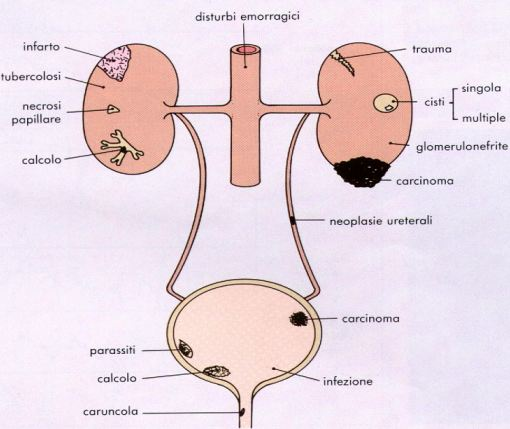 disturbi emorragici
infarto
tubercolosi
necrosi
papillare
calcolo
trauma
cisti
singola
multiple
glomerulonefrite
carcinoma
neoplasie ureterali
carcinoma
parassiti
calcolo
infezione
caruncola